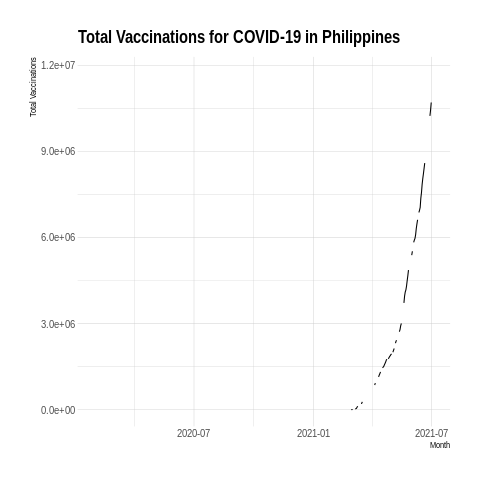 Total Vaccinations for COVID-19 in Philippines
Total Vaccinations
1.2e+07
9.0e+06
6.0e+06
3.0e+06
0.0e+00
2020-07 2021-01 2021-07
Month